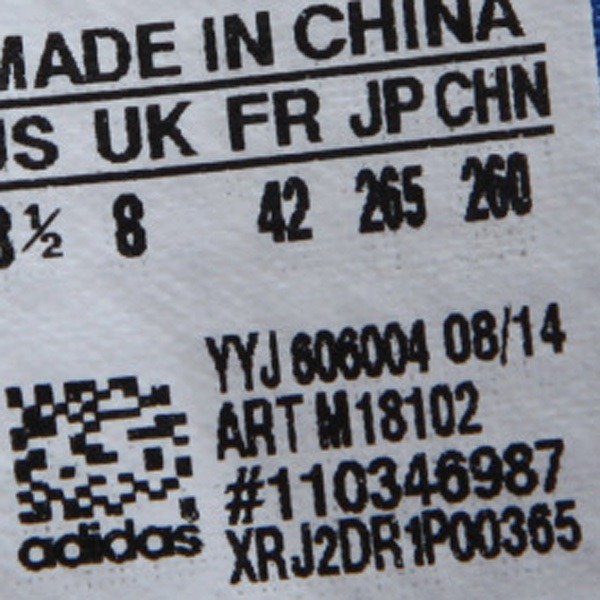 MADE IN CHINA
US UK FR JP CHN
8½ 8 42 265 260
YYJ 606004 08/14
ART M18102
#110346987
adidas XRJ2DR1P00365